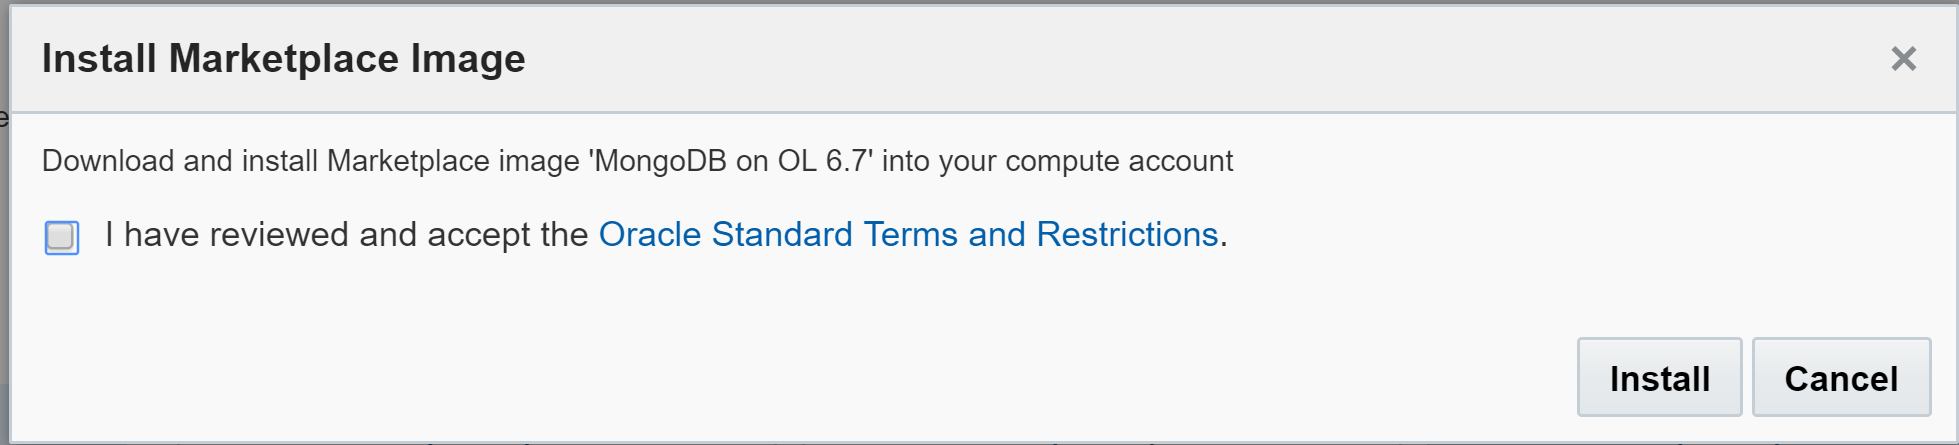 Install Marketplace Image
Download and install Marketplace image 'MongoDB on OL 6.7' into your compute account
I have reviewed and accept the Oracle Standard Terms and Restrictions.
Install Cancel